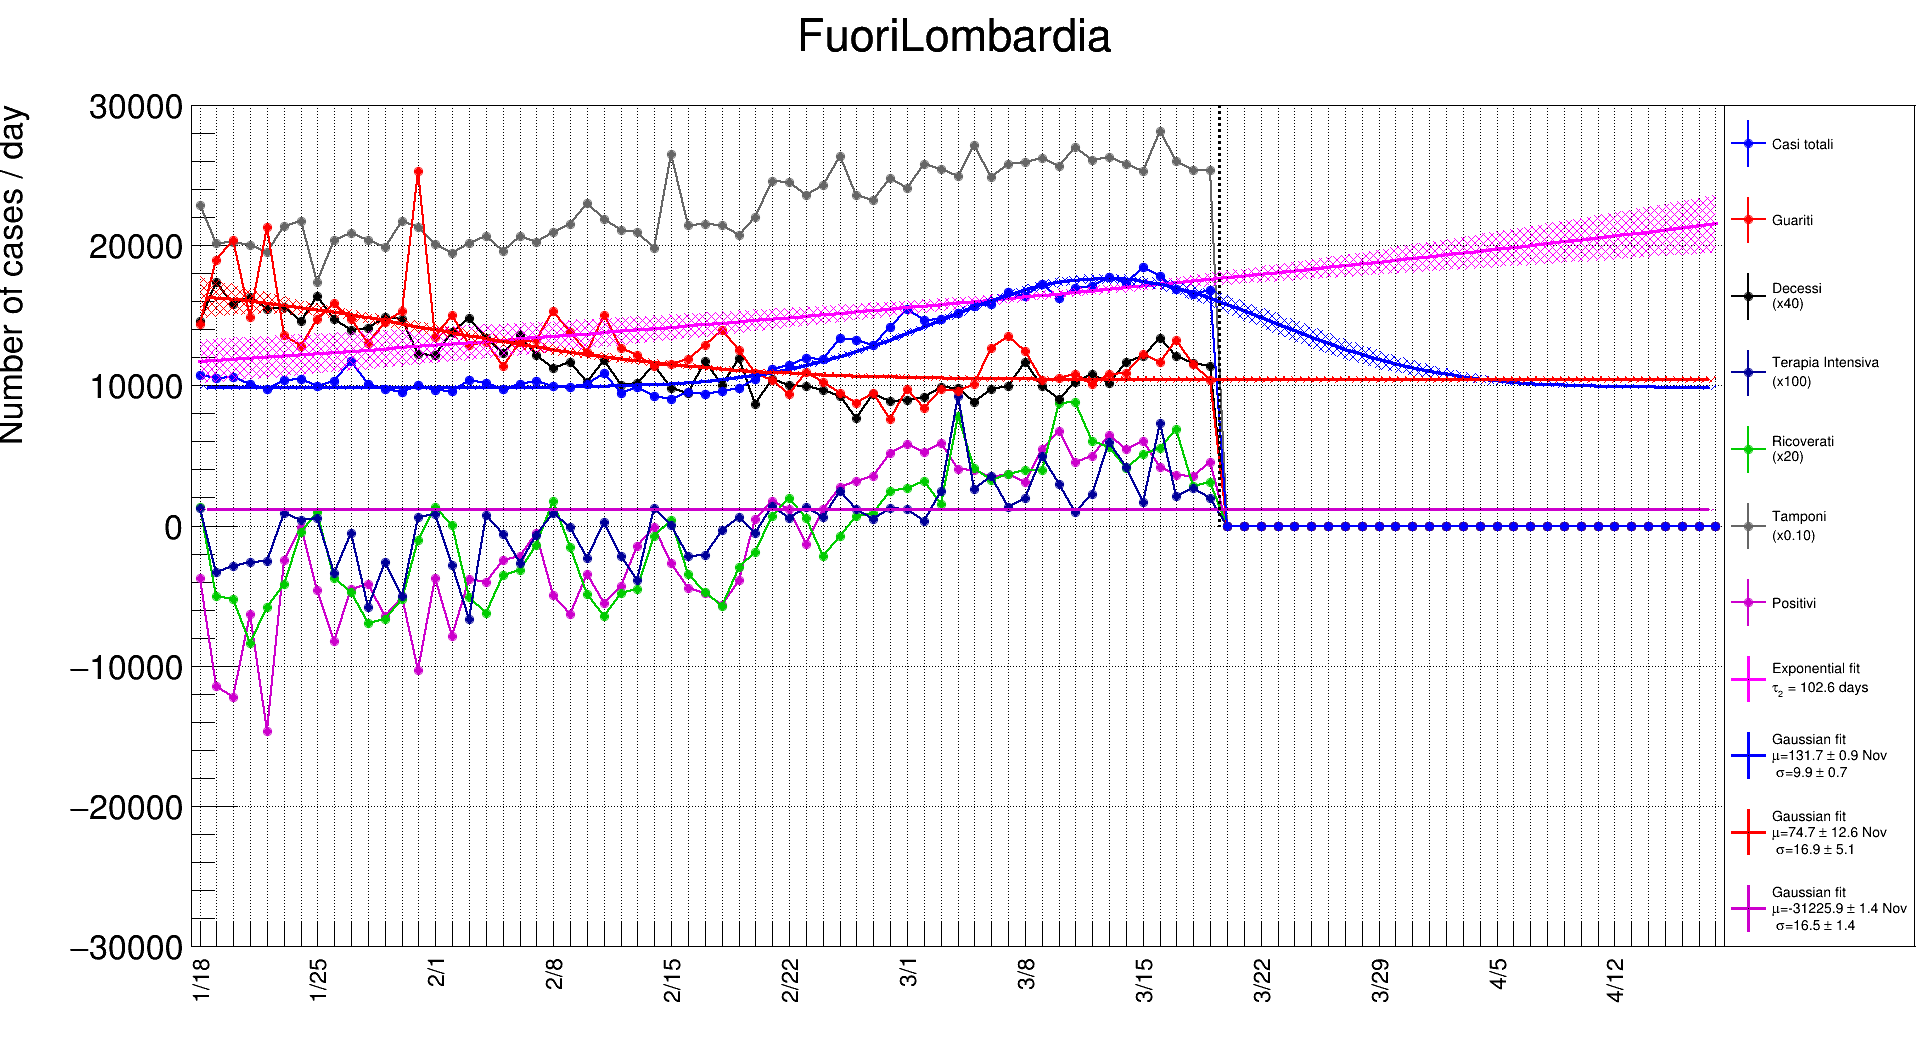 FuoriLombardia
Number of cases / day
30000
20000
10000
0
−10000
−20000
−30000
1/18
1/25
2/1
2/8
2/15
2/22
3/1
3/8
3/15
3/22
3/29
4/5
4/12
Casi totali
Guariti
Decessi
(x40)
Terapia Intensiva
(x100)
Ricoverati
(x20)
Tamponi
(x0.10)
Positivi
Exponential fit
τ2 = 102.6 days
Gaussian fit
μ=131.7 ± 0.9 Nov
σ=9.9 ± 0.7
Gaussian fit
μ=74.7 ± 12.6 Nov
σ=16.9 ± 5.1
Gaussian fit
μ=-31225.9 ± 1.4 Nov
σ=16.5 ± 1.4